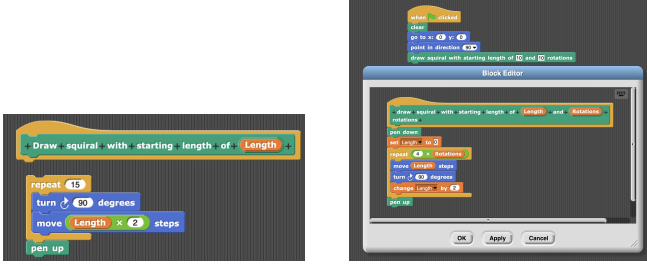 +Draw+squiral+with+starting+length+of+ Length +
repeat 15
turn 90 degrees
move Length × 2 steps
pen up
when clicked
clear
go to x: 0 y: 0
point in direction 90
draw squiral with starting length of 10 and 10 rotations
Block Editor
+draw+squiral+with+starting+length+of+ Length +and+ Rotations +
rotations+
pen down
set Length to
repeat 4 × Rotations
move Length steps
turn 90 degrees
change Length by 2
pen up
OK Apply Cancel